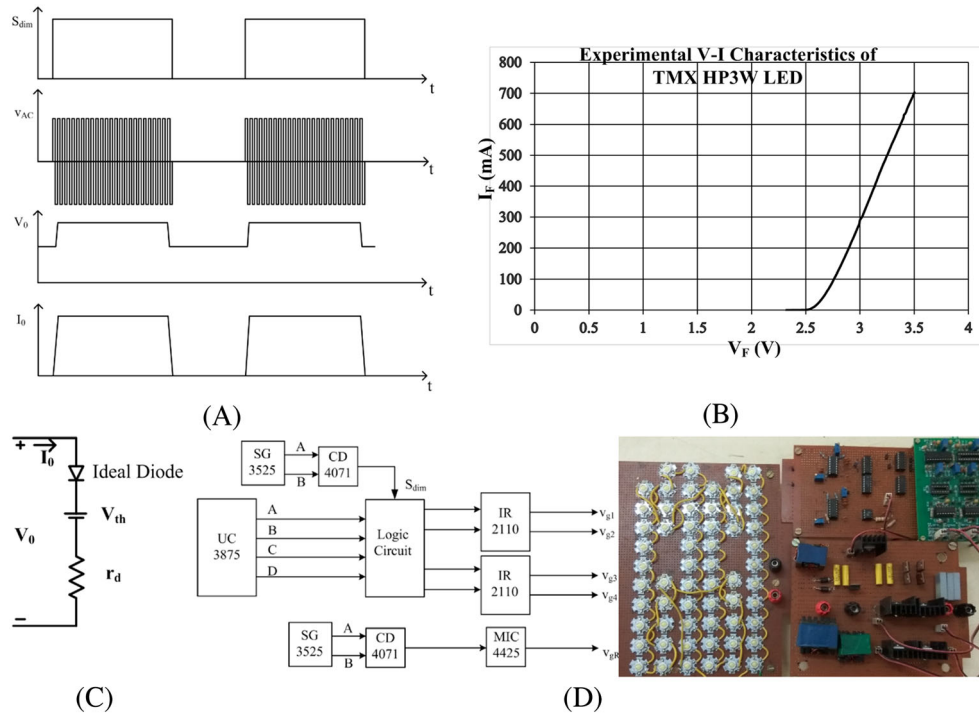 S_dim
t
v_AC
t
V_0
t
I_0
t
(A)
Experimental V-I Characteristics of
TMX HP3W LED
I_F (mA)
800
700
600
500
400
300
200
100
0
0 0.5 1 1.5 2 2.5 3 3.5 4
V_F (V)
(B)
+ I_0
Ideal Diode
V_th
V_0
r_d
−
(C)
SG
3525
A
B
CD
4071
S_dim
UC
3875
A
B
C
D
Logic
Circuit
IR
2110
v_g1
v_g2
IR
2110
v_g3
v_g4
SG
3525
A
B
CD
4071
MIC
4425
v_gR
(D)